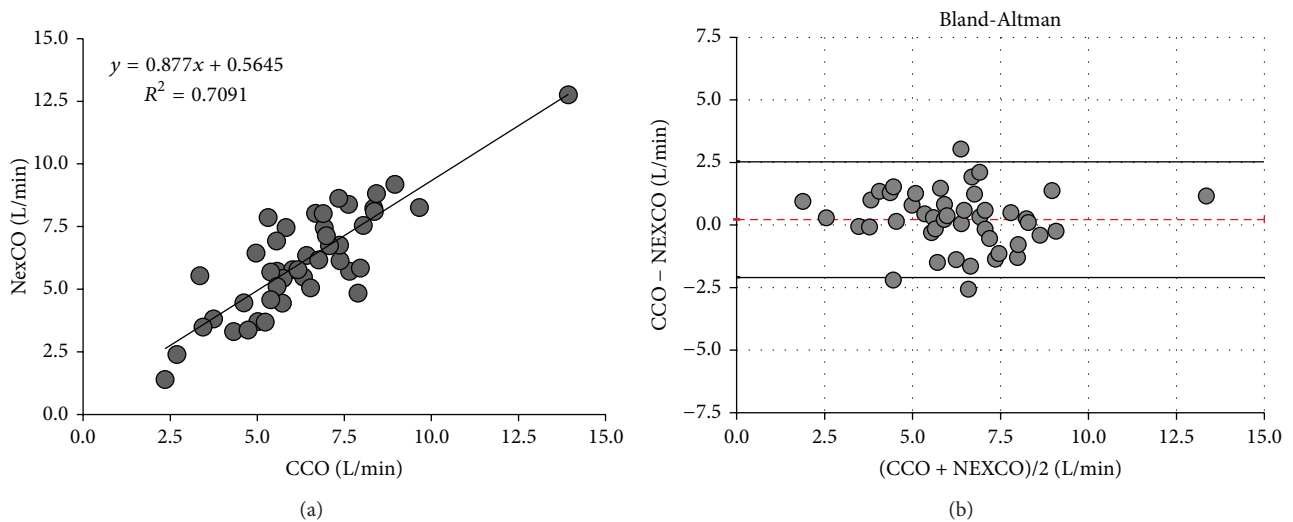 15.0
12.5
10.0
7.5
5.0
2.5
0.0
NexCO (L/min)
y = 0.877x + 0.5645
R² = 0.7091
0.0 2.5 5.0 7.5 10.0 12.5 15.0
CCO (L/min)
(a)
Bland-Altman
7.5
5.0
2.5
0.0
−2.5
−5.0
−7.5
CCO − NEXCO (L/min)
0.0 2.5 5.0 7.5 10.0 12.5 15.0
(CCO + NEXCO)/2 (L/min)
(b)